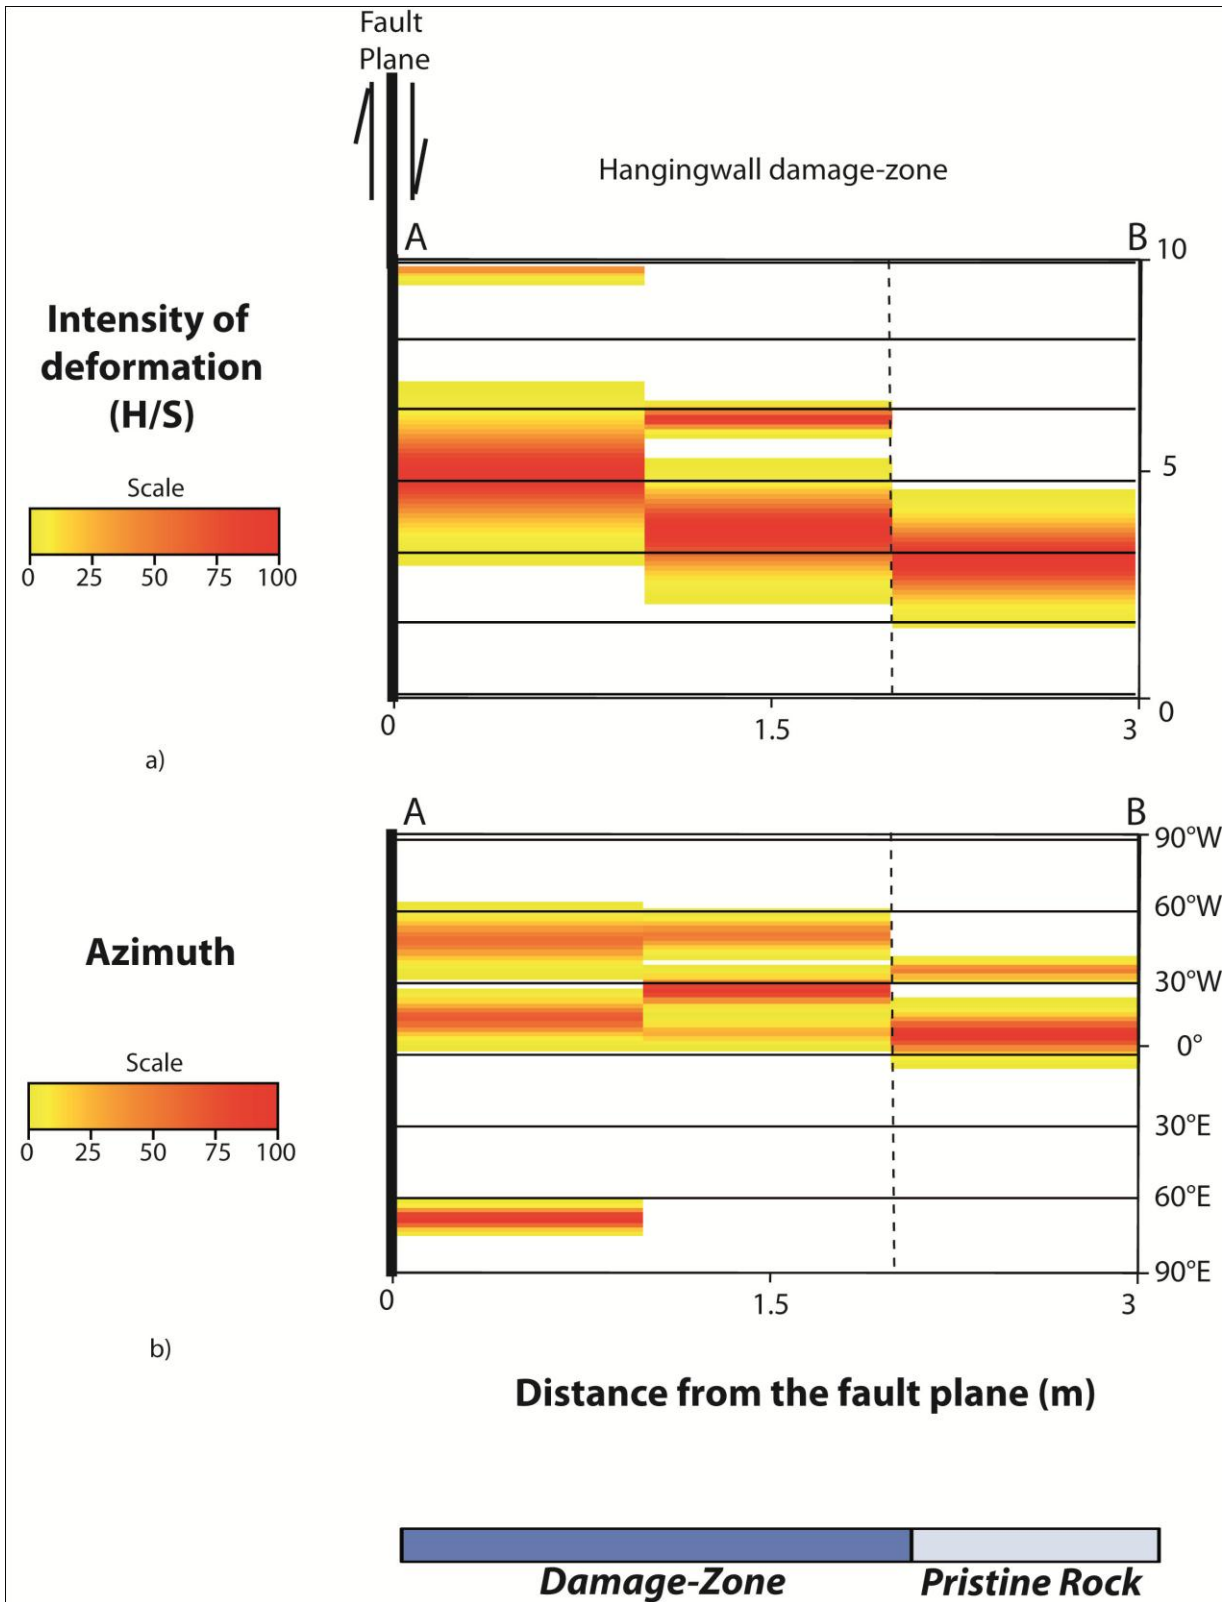 Fault
Plane
Hangingwall damage-zone
A
B
10
Intensity of
deformation
(H/S)
5
Scale
0 25 50 75 100
0
0 1.5 3
a)
A
B
90°W
60°W
Azimuth
30°W
0°
Scale
30°E
0 25 50 75 100
60°E
90°E
0 1.5 3
b)
Distance from the fault plane (m)
Damage-Zone Pristine Rock